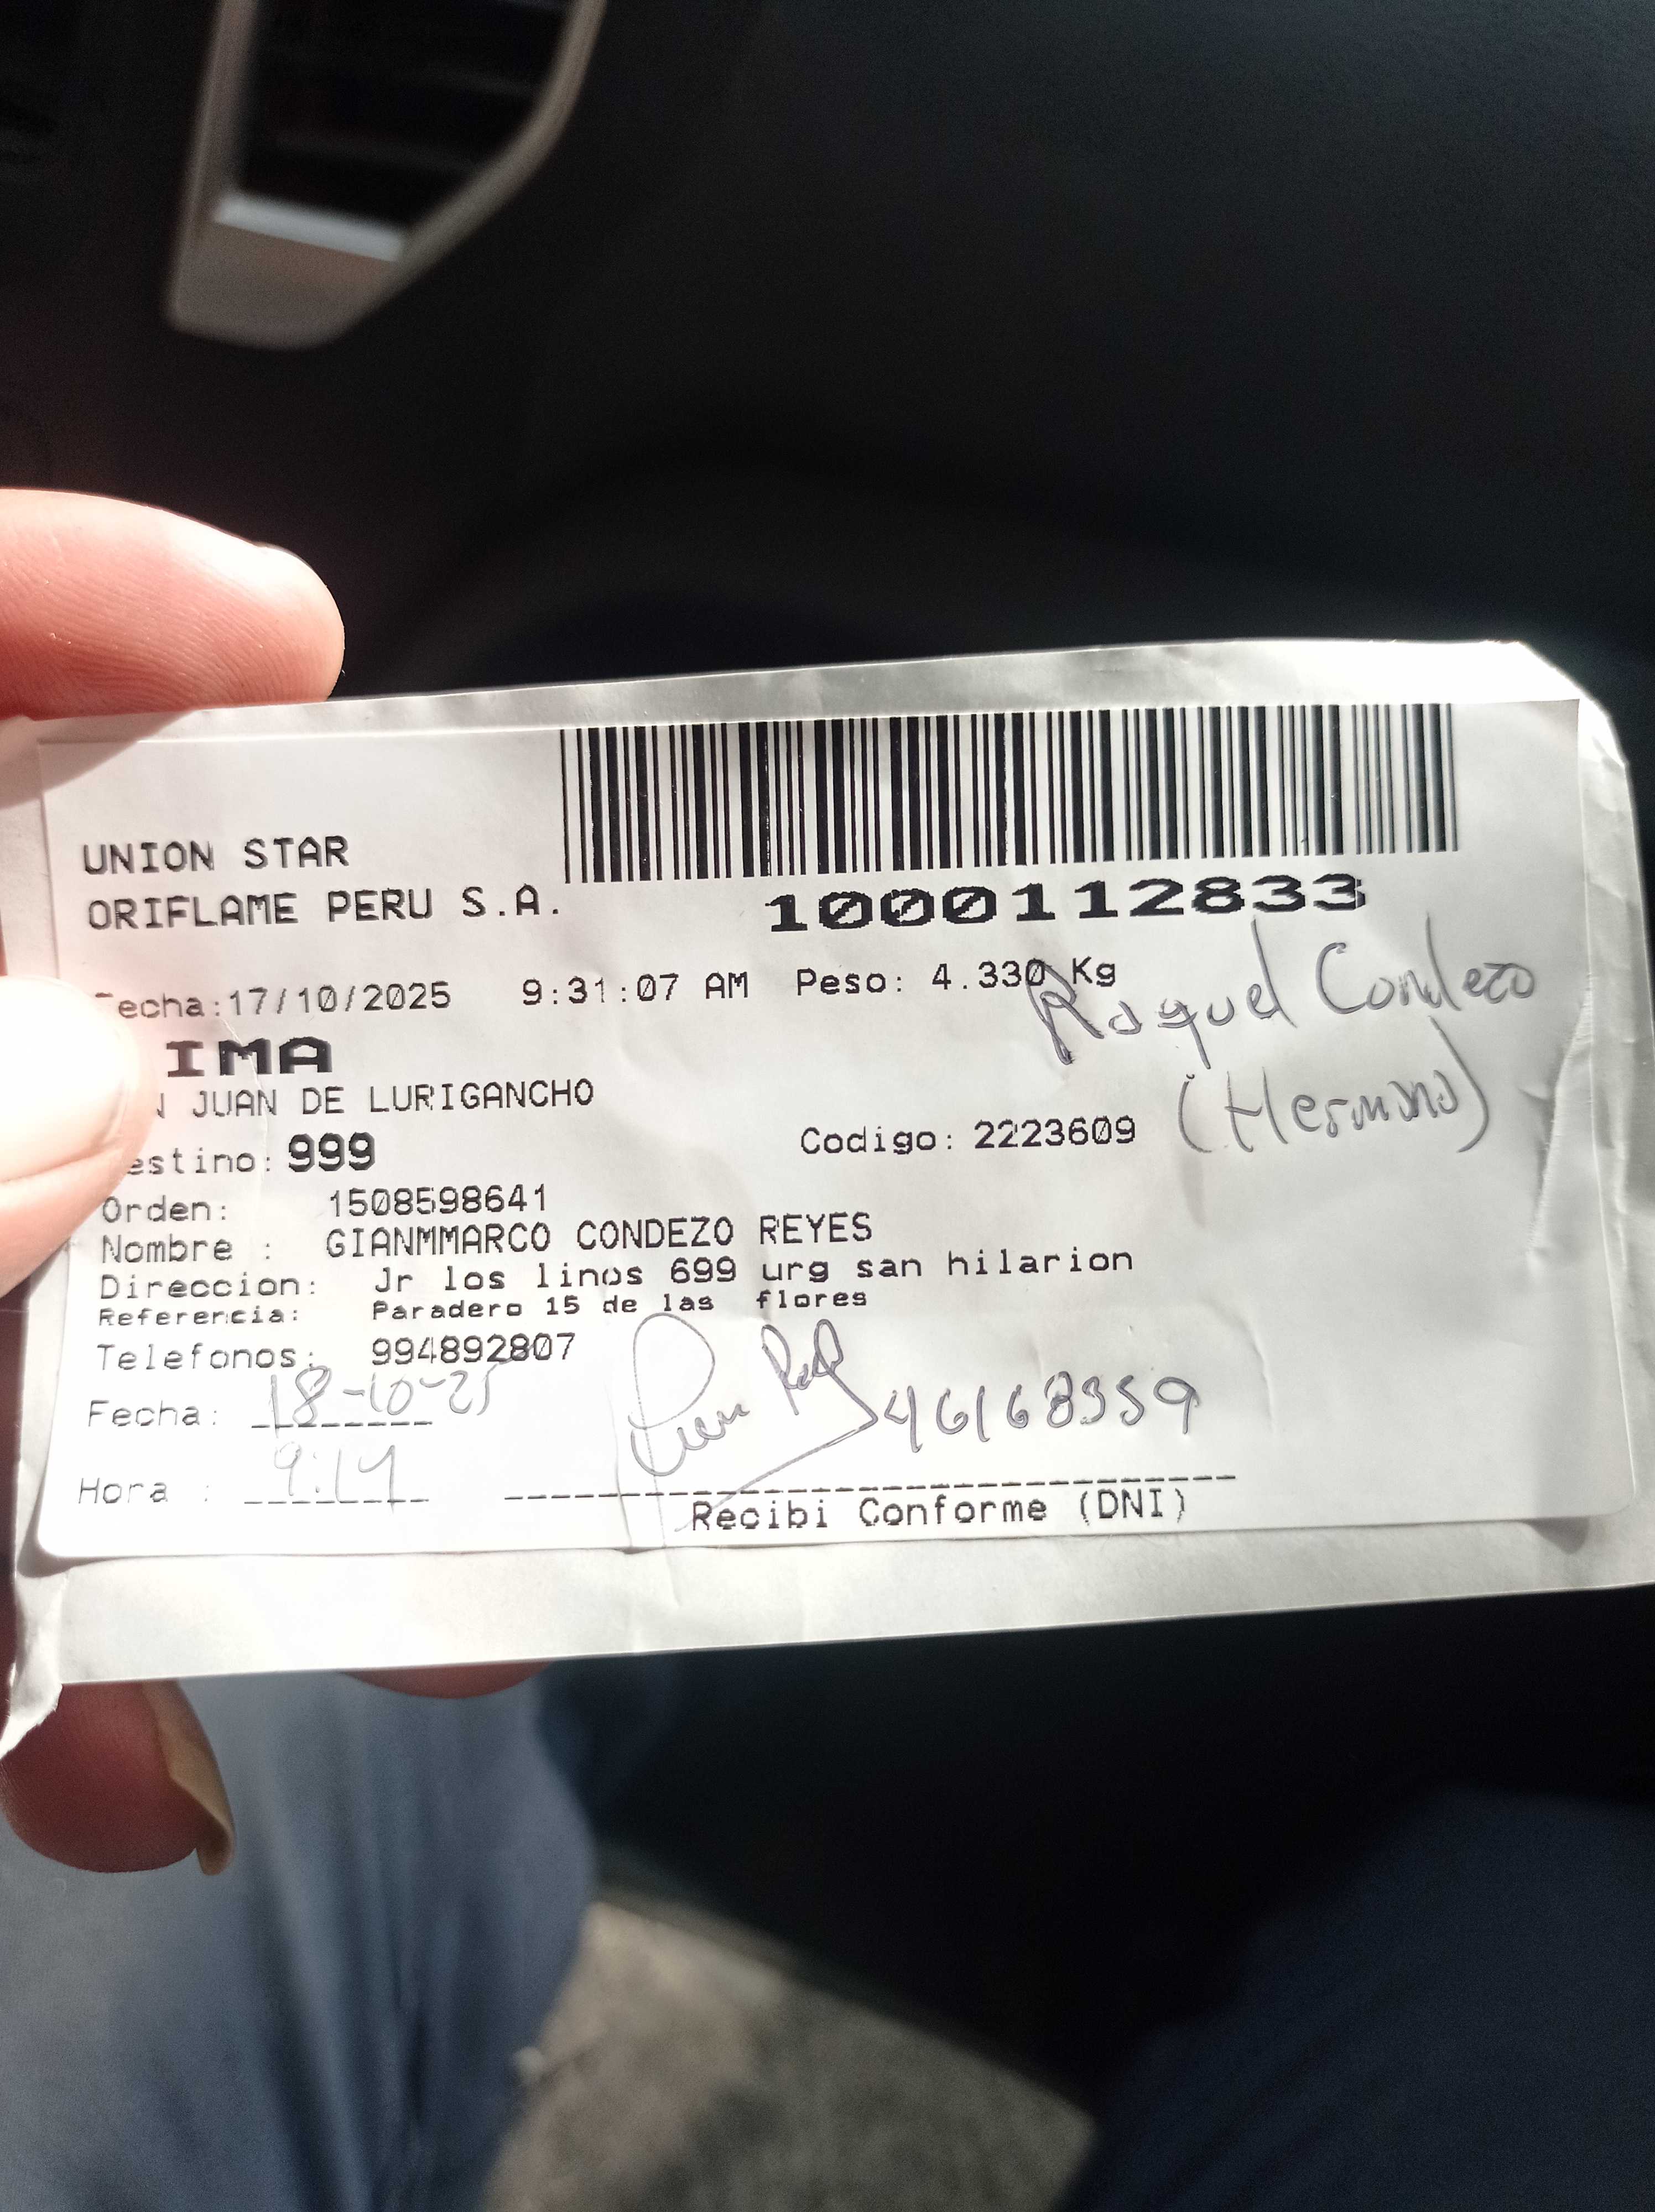 UNION STAR
ORIFLAME PERU S.A.
1000112833
Fecha:17/10/2025 9:31:07 AM Peso: 4.330 Kg
Raquel Condezo
IMA
JUAN DE LURIGANCHO
(Hermana)
estino: 999 Codigo: 2223609
Orden: 1508598641
Nombre : GIANMMARCO CONDEZO REYES
Direccion: Jr los linos 699 urg san hilarion
Referencia: Paradero 15 de las flores
Telefonos: 994892807
Fecha: 18-10-25
46168359
Hora : 9:14
Recibi Conforme (DNI)